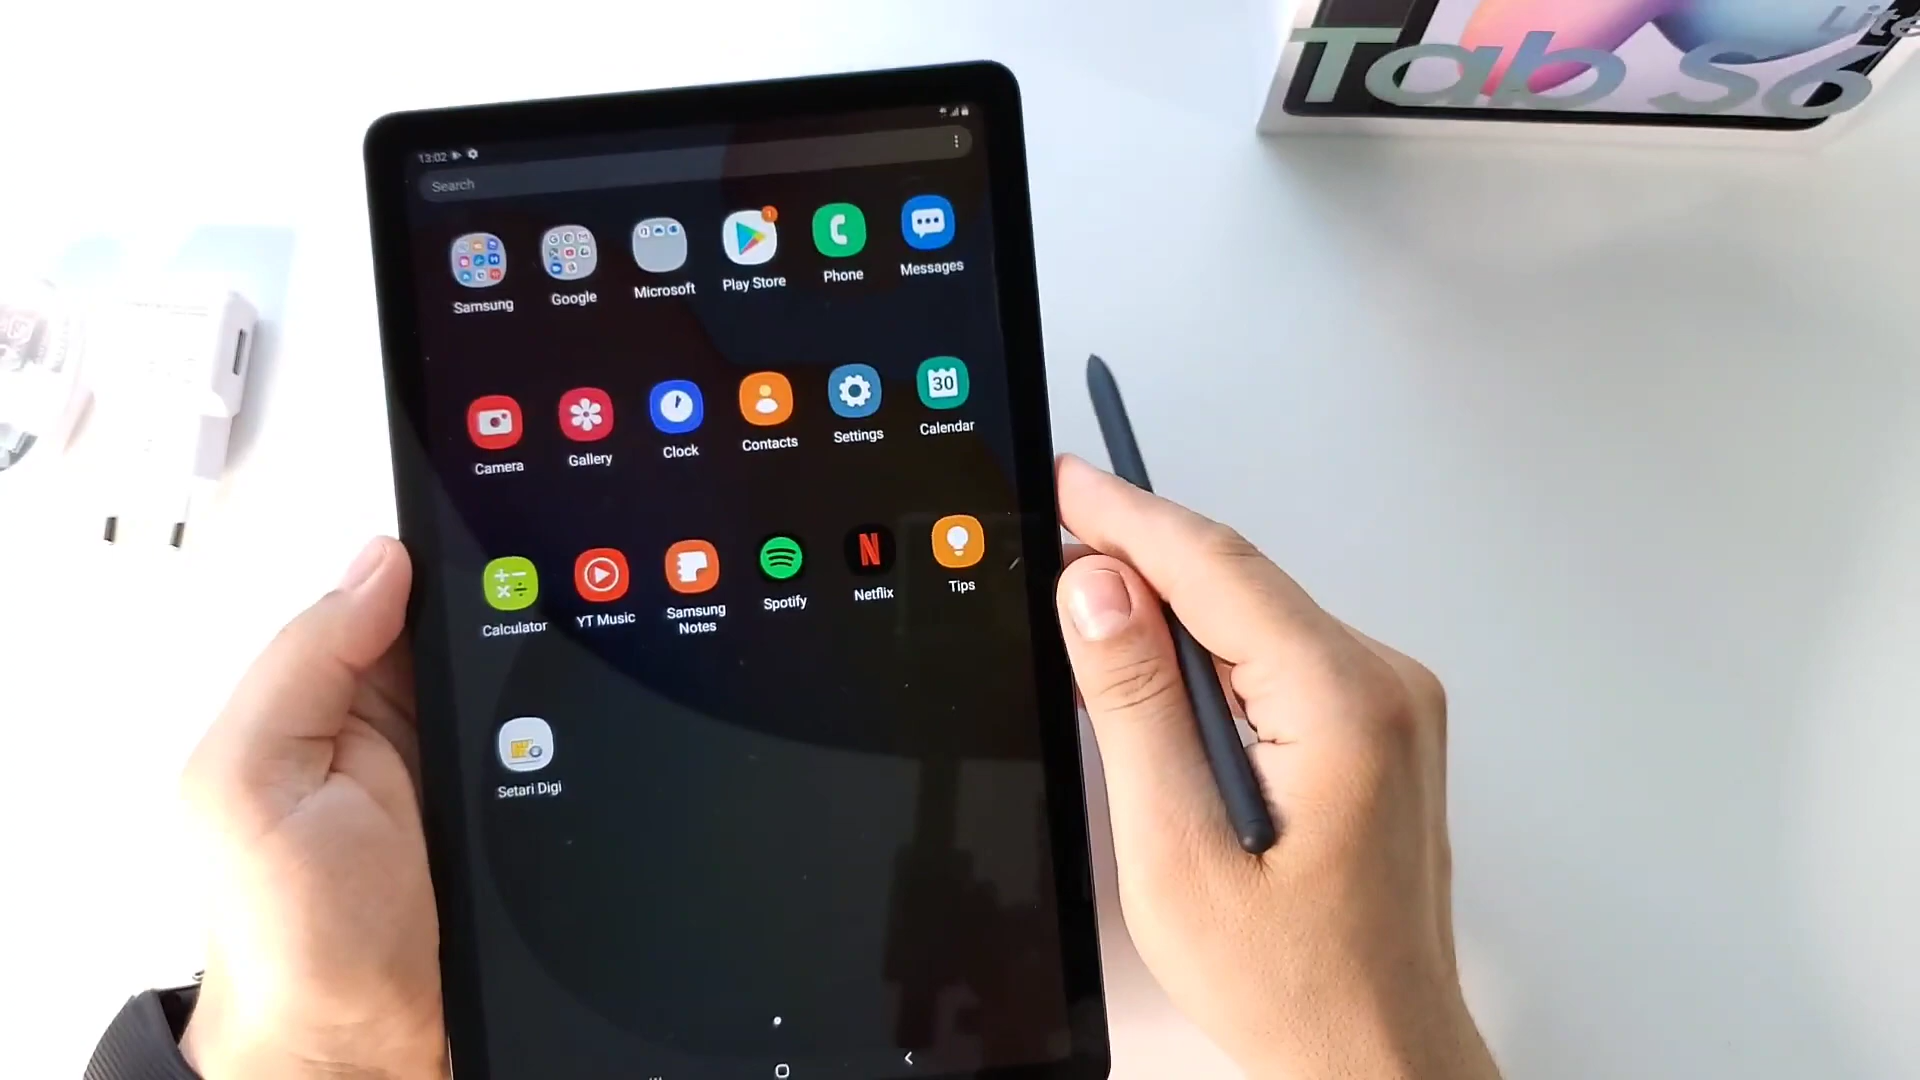 Lite
Tab S6
13:02
Search
Samsung
Google
Microsoft
Play Store
1
Phone
Messages
Camera
Gallery
Clock
Contacts
Settings
30
Calendar
Calculator
YT Music
Samsung
Notes
Spotify
N
Netflix
Tips
Setari Digi